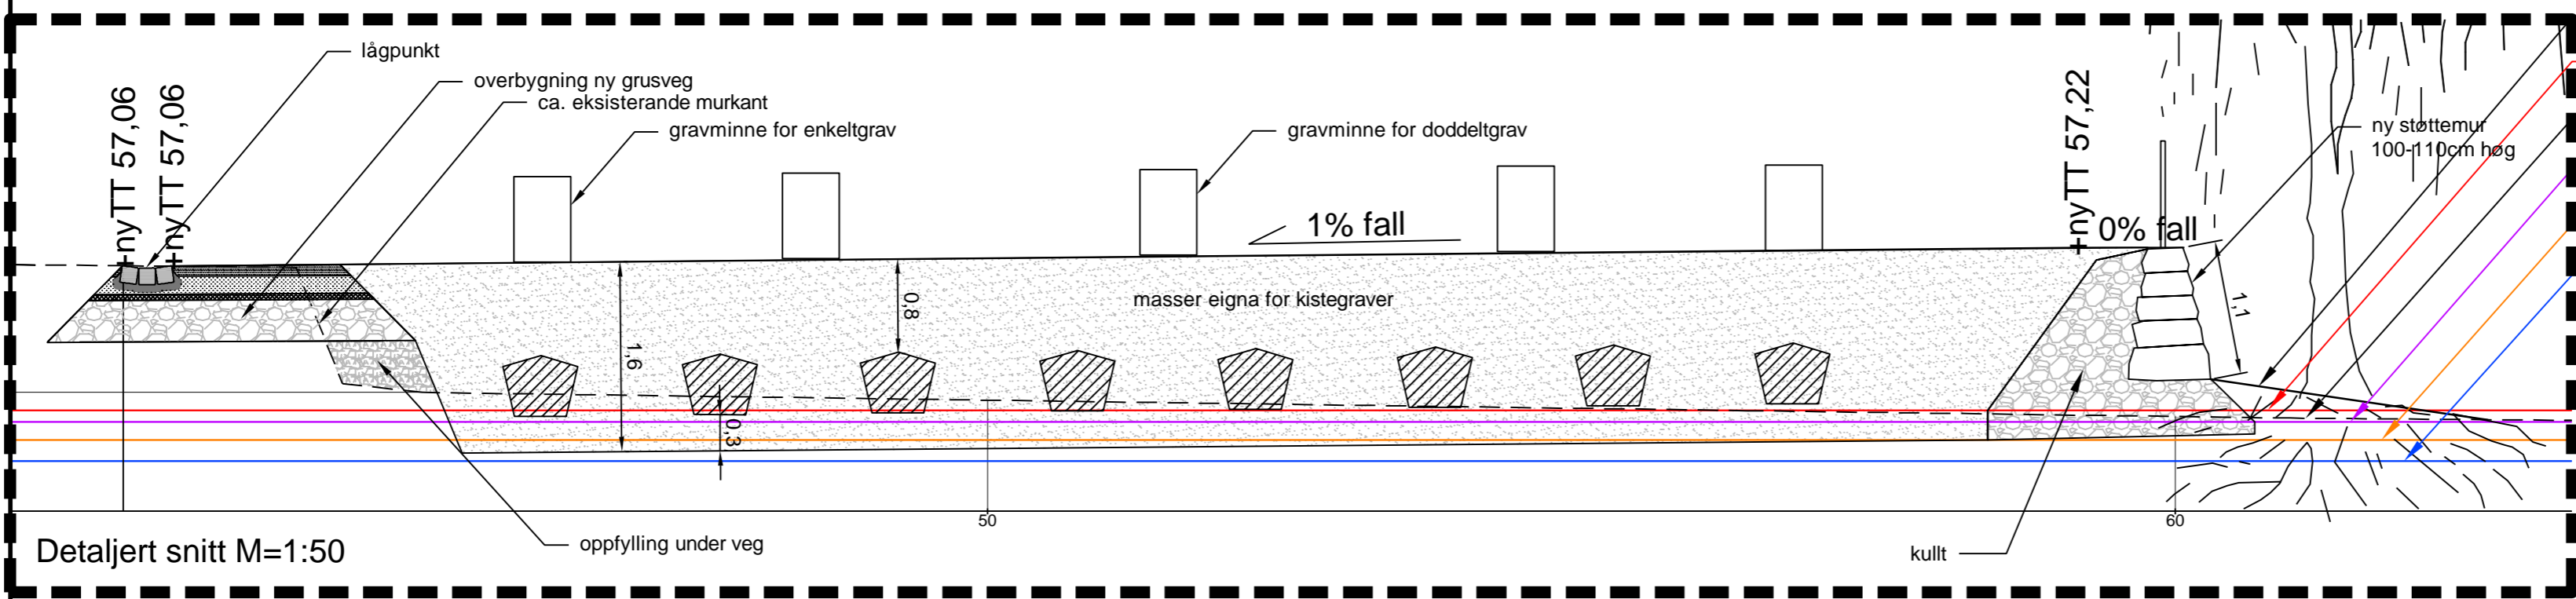 lågpunkt
overbygning ny grusveg
ca. eksisterande murkant
gravminne for enkeltgrav
gravminne for doddeltgrav
ny støttemur
100-110cm høg
+nyTT 57,06
+nyTT 57,06
+nyTT 57,22
1% fall
0% fall
masser eigna for kistegraver
0,8
1,6
0,3
1,1
50
60
oppfylling under veg
kullt
Detaljert snitt M=1:50